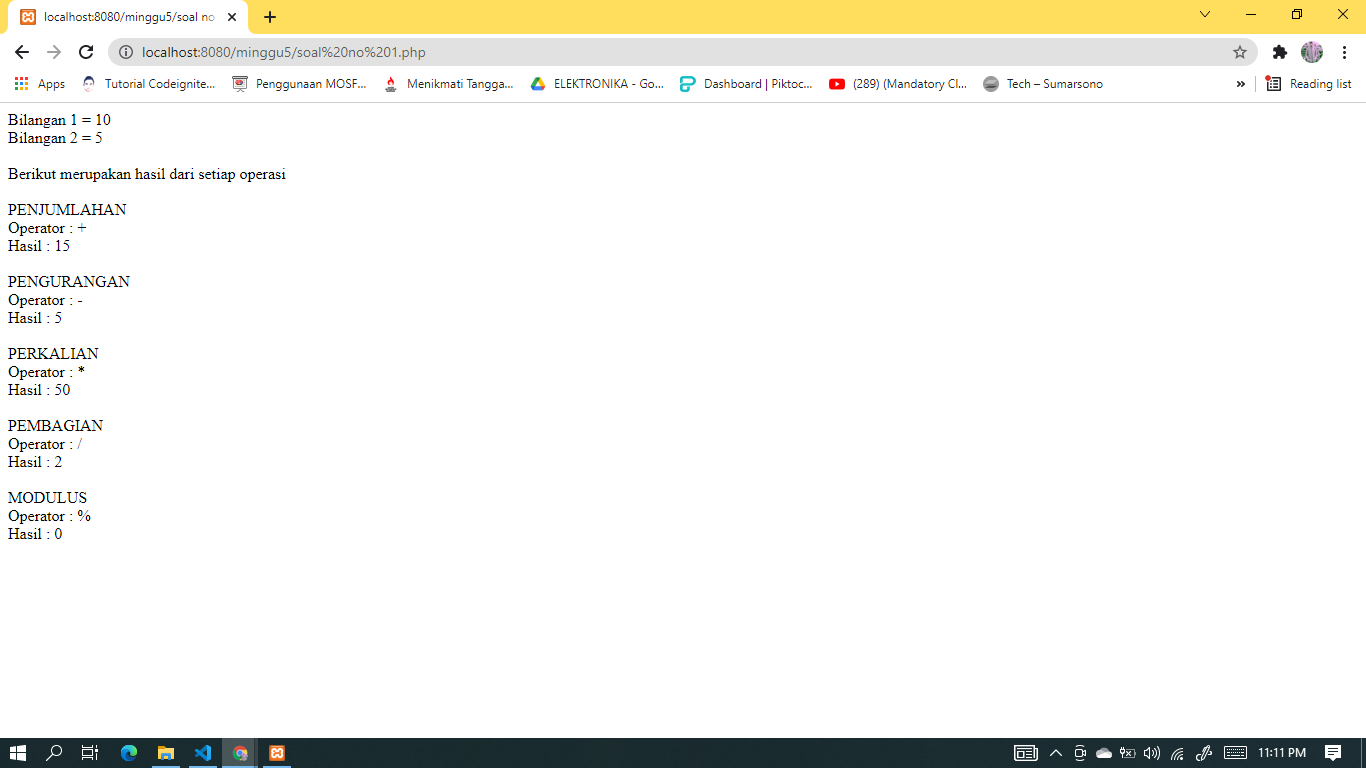 localhost:8080/minggu5/soal no
localhost:8080/minggu5/soal%20no%201.php
Apps Tutorial Codeignite... Penggunaan MOSF... Menikmati Tangga... ELEKTRONIKA - Go... Dashboard | Piktoc... (289) (Mandatory Cl... Tech – Sumarsono » Reading list
Bilangan 1 = 10
Bilangan 2 = 5
Berikut merupakan hasil dari setiap operasi
PENJUMLAHAN
Operator : +
Hasil : 15
PENGURANGAN
Operator : -
Hasil : 5
PERKALIAN
Operator : *
Hasil : 50
PEMBAGIAN
Operator : /
Hasil : 2
MODULUS
Operator : %
Hasil : 0
11:11 PM